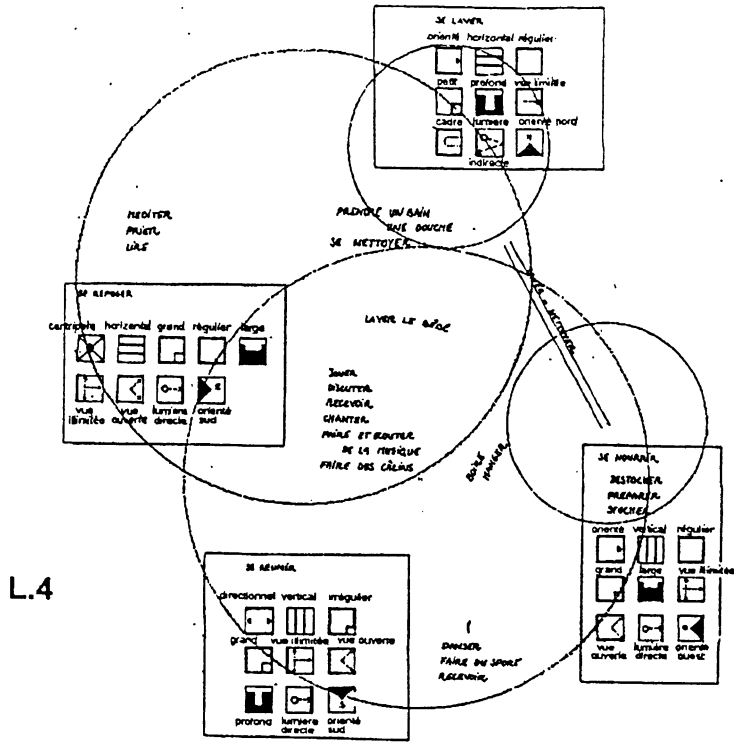 SE LAVER
orienté horizontal régulier
petit profond vue limitée
cadré lumière orienté nord
N
indirecte
MEDITER
PRIER
LIRE
PRENDRE UN BAIN
UNE DOUCHE
SE NETTOYER
SE REPOSER
centripète horizontal grand régulier large
vue illimitée vue ouverte lumière directe orienté sud
LAVER LE BÉBÉ
JOUER
DISCUTER
RECEVOIR
CHANTER
FAIRE ET ECOUTER
DE LA MUSIQUE
FAIRE DES CÂLINS
NETTOYER
BOIRE
MANGER
SE NOURRIR
DESTOCKER
PREPARER
STOCKER
orienté vertical régulier
grand large vue illimitée
vue ouverte lumière directe orienté ouest
L.4
SE REUNIR
directionnel vertical irrégulier
grand vue illimitée vue ouverte
S
profond lumière directe orienté sud
DANSER
FAIRE DU SPORT
RECEVOIR